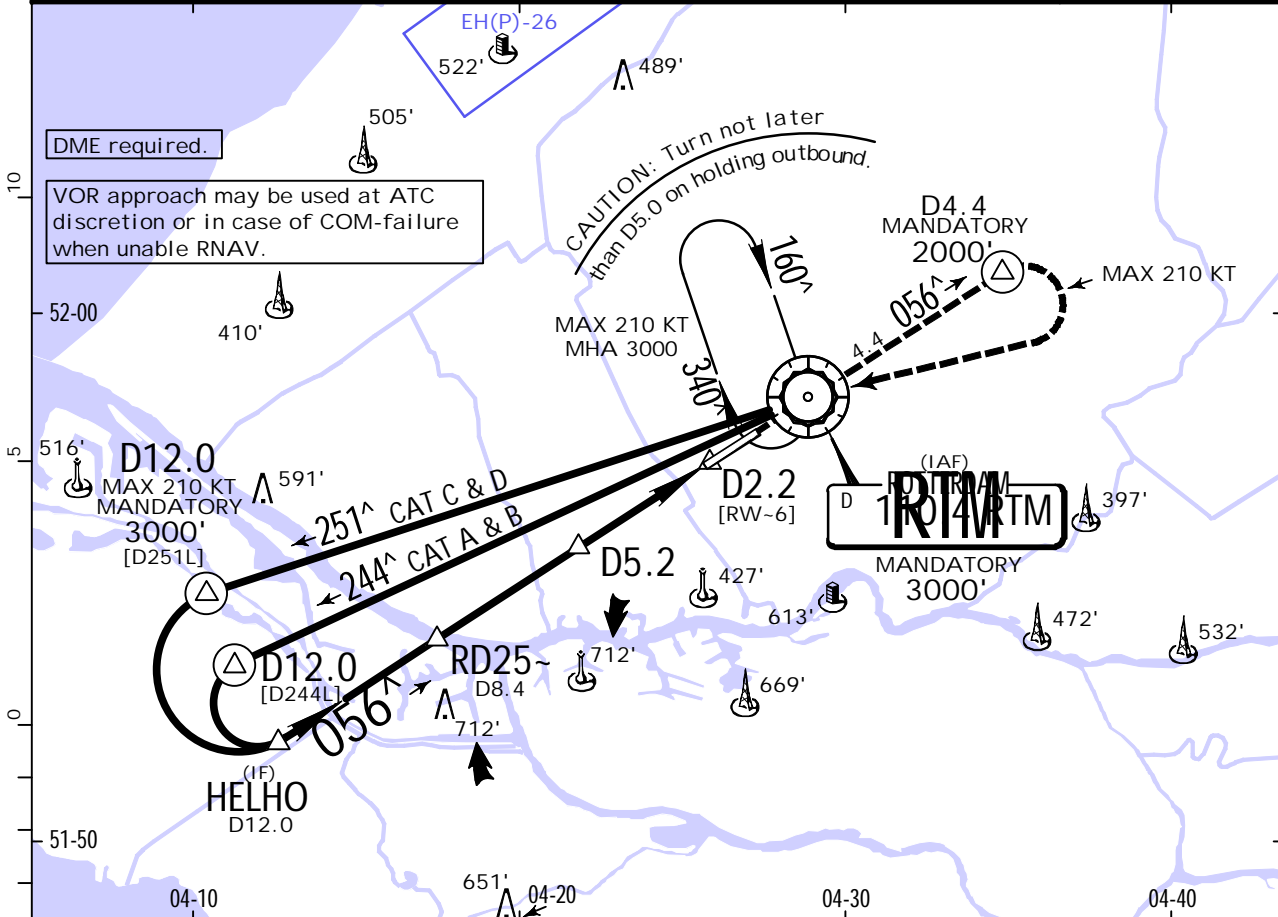 EH(P)-26
522'
489'
505'
DME required.
VOR approach may be used at ATC
discretion or in case of COM-failure
when unable RNAV.
CAUTION: Turn not later
than D5.0 on holding outbound.
10
D4.4
MANDATORY
2000'
MAX 210 KT
160^
056^
4.4
52-00
410'
MAX 210 KT
MHA 3000
340^
516'
D12.0
MAX 210 KT
MANDATORY
3000'
[D251L]
591'
5
251^ CAT C & D
244^ CAT A & B
D2.2
[RW~6]
(IAF)
RTM
D
RTM
MANDATORY
3000'
397'
D5.2
427'
613'
472'
532'
712'
RD25~
D8.4
669'
D12.0
[D244L]
056^
712'
0
(IF)
HELHO
D12.0
51-50
651'
04-10
04-20
04-30
04-40